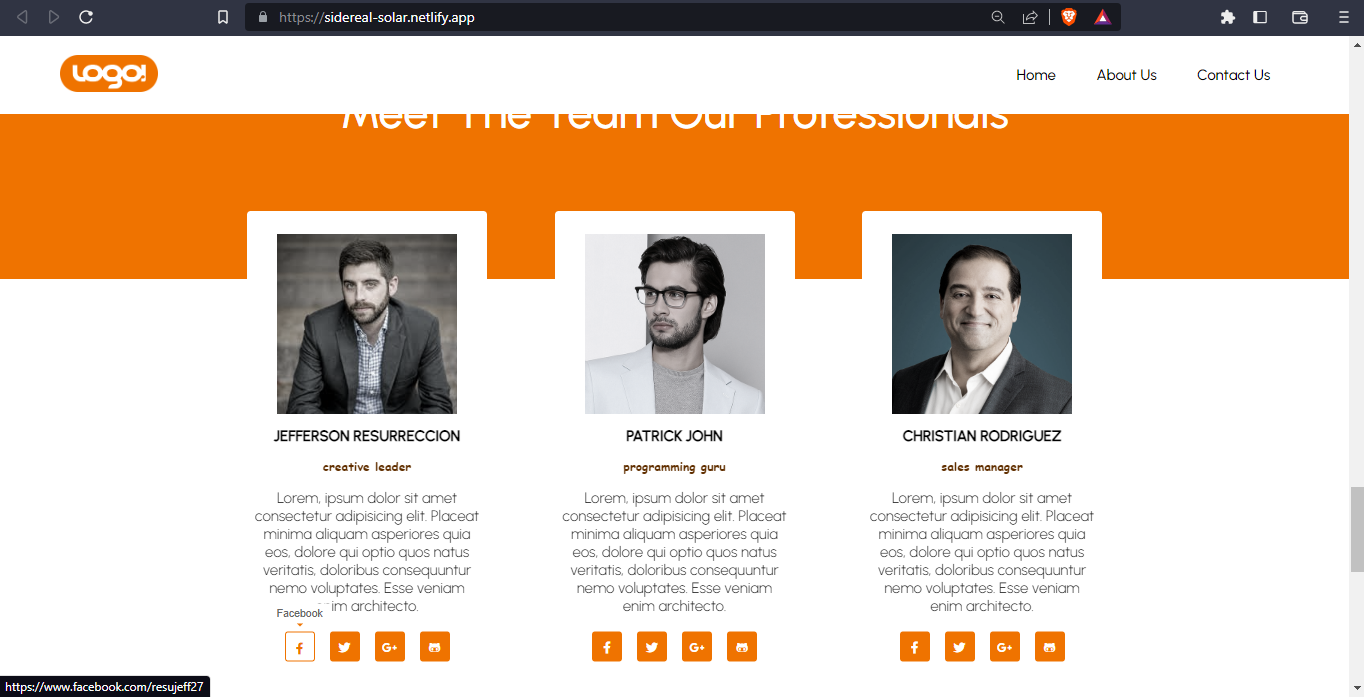 https://sidereal-solar.netlify.app
LOGO!
Home About Us Contact Us
Meet The Team Our Professionals
JEFFERSON RESURRECCION
creative leader
Lorem, ipsum dolor sit amet
consectetur adipisicing elit. Placeat
minima aliquam asperiores quia
eos, dolore qui optio quos natus
veritatis, doloribus consequuntur
nemo voluptates. Esse veniam
enim architecto.
Facebook
PATRICK JOHN
programming guru
Lorem, ipsum dolor sit amet
consectetur adipisicing elit. Placeat
minima aliquam asperiores quia
eos, dolore qui optio quos natus
veritatis, doloribus consequuntur
nemo voluptates. Esse veniam
enim architecto.
CHRISTIAN RODRIGUEZ
sales manager
Lorem, ipsum dolor sit amet
consectetur adipisicing elit. Placeat
minima aliquam asperiores quia
eos, dolore qui optio quos natus
veritatis, doloribus consequuntur
nemo voluptates. Esse veniam
enim architecto.
https://www.facebook.com/resujeff27